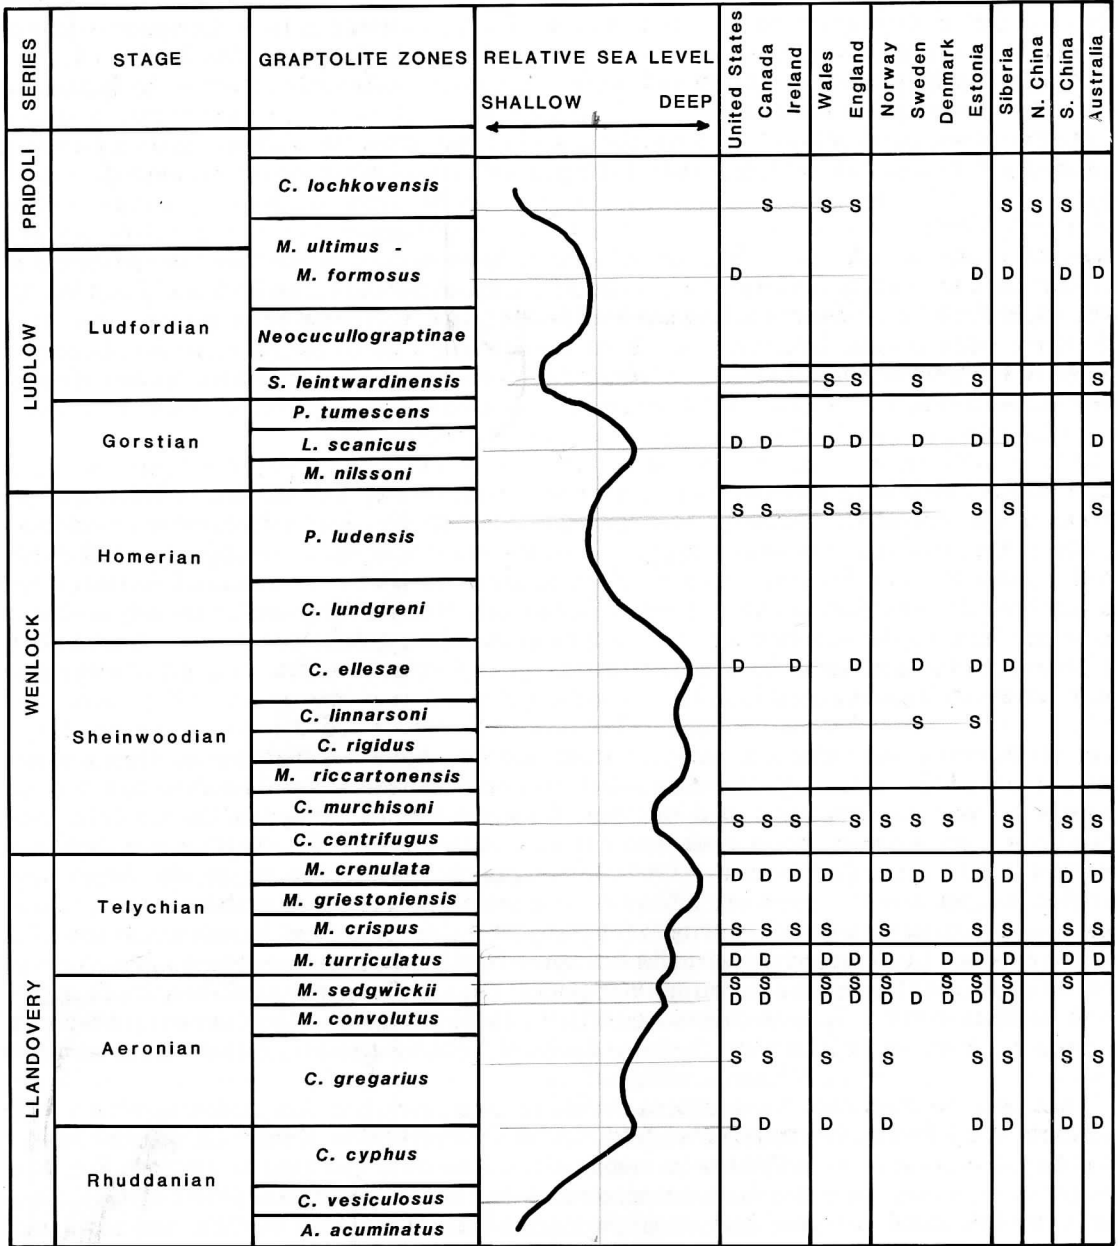 SERIES
STAGE
GRAPTOLITE ZONES
RELATIVE SEA LEVEL
SHALLOW DEEP
United States
Canada
Ireland
Wales
England
Norway
Sweden
Denmark
Estonia
Siberia
N. China
S. China
Australia
PRIDOLI
C. lochkovensis
S S S S S S
LUDLOW
M. ultimus -
M. formosus
D D D D D
Ludfordian
Neocucullograptinae
S. leintwardinensis
S S S S S
Gorstian
P. tumescens
L. scanicus
D D D D D D D D
M. nilssoni
WENLOCK
Homerian
S S S S S S S S
P. ludensis
C. lundgreni
Sheinwoodian
C. ellesae
D D D D D D
C. linnarsoni
S S
C. rigidus
M. riccartonensis
C. murchisoni
S S S S S S S S S S
C. centrifugus
LLANDOVERY
Telychian
M. crenulata
D D D D D D D D D D D
M. griestoniensis
M. crispus
S S S S S S S S S
M. turriculatus
D D D D D D D D D D
Aeronian
M. sedgwickii
S S S S S S S S S
D D D D D D D D D
M. convolutus
S S S S S S S S
C. gregarius
D D D D D D D D
Rhuddanian
C. cyphus
C. vesiculosus
A. acuminatus